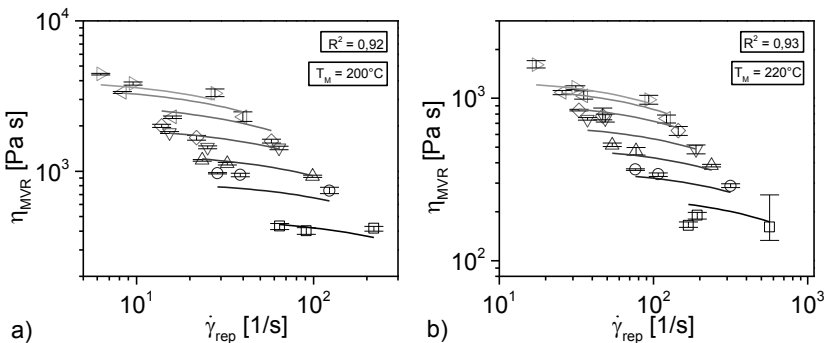 a)
10⁴
10³
η_MVR [Pa s]
R² = 0,92
T_M = 200°C
10¹
10²
γ̇_rep [1/s]
b)
10³
10²
η_MVR [Pa s]
R² = 0,93
T_M = 220°C
10¹
10²
10³
γ̇_rep [1/s]